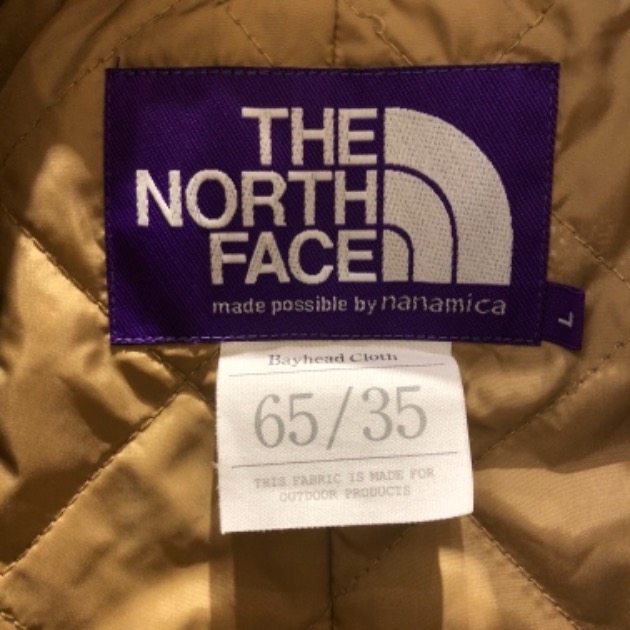 THE
NORTH
FACE
made possible by nanamica
L
Bayhead Cloth
65/35
THIS FABRIC IS MADE FOR
OUTDOOR PRODUCTS